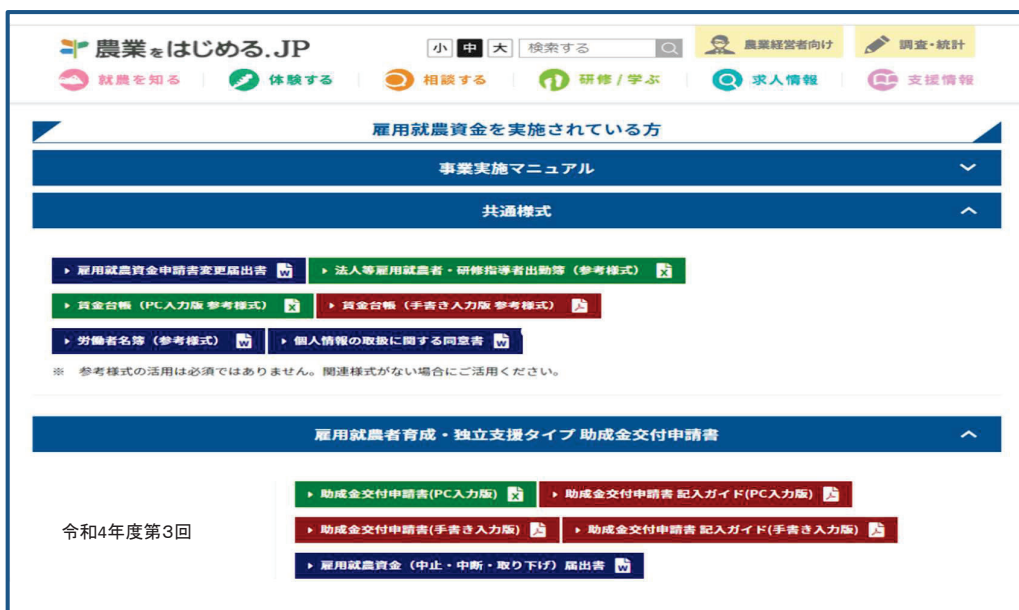 農業をはじめる.JP 小 中 大 検索する 農業経営者向け 調査・統計
就農を知る 体験する 相談する 研修/学ぶ 求人情報 支援情報
雇用就農資金を実施されている方
事業実施マニュアル
共通様式
雇用就農資金申請書変更届出書 法人等雇用就農者・研修指導者出勤簿（参考様式）
賃金台帳（PC入力版 参考様式） 賃金台帳（手書き入力版 参考様式）
労働者名簿（参考様式） 個人情報の取扱に関する同意書
※ 参考様式の活用は必須ではありません。関連様式がない場合にご活用ください。
雇用就農者育成・独立支援タイプ 助成金交付申請書
助成金交付申請書(PC入力版) 助成金交付申請書 記入ガイド(PC入力版)
令和4年度第3回 助成金交付申請書(手書き入力版) 助成金交付申請書 記入ガイド(手書き入力版)
雇用就農資金（中止・中断・取り下げ）届出書